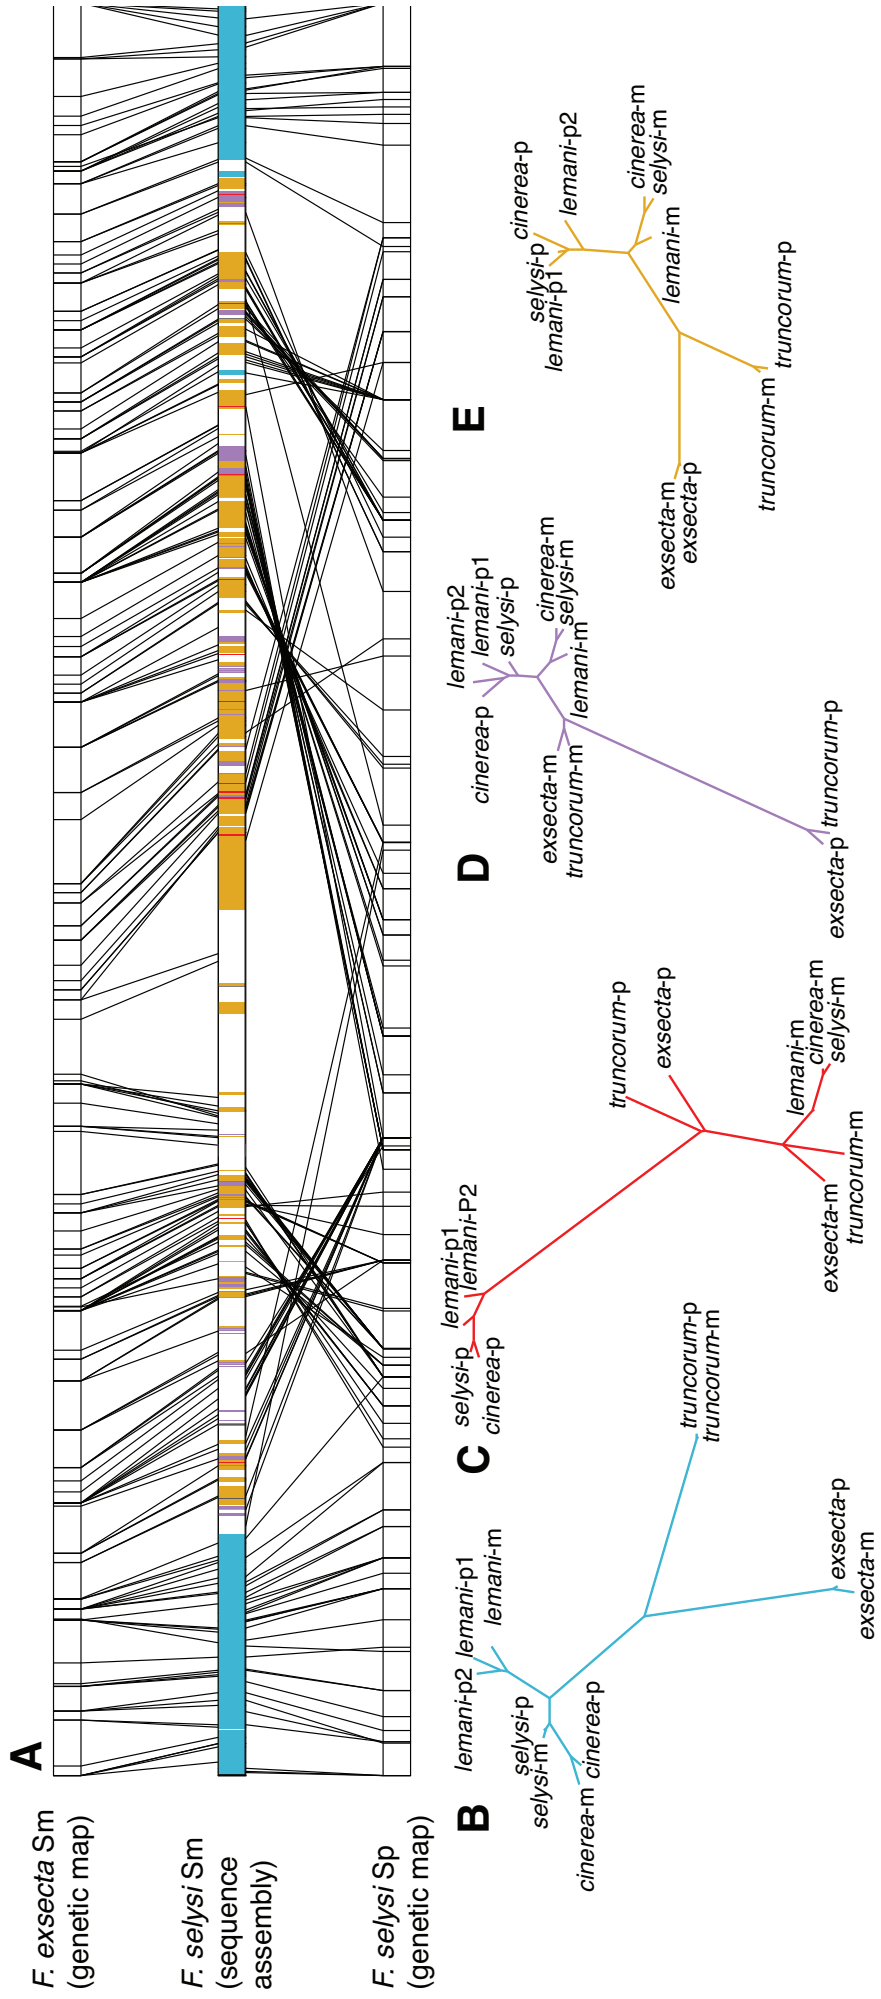 A
F. exsecta Sm
(genetic map)
F. selysi Sm
(sequence
assembly)
F. selysi Sp
(genetic map)
B
lemani-p2
lemani-p1
lemani-m
selysi-p
selysi-m
cinerea-p
cinerea-m
truncorum-p
truncorum-m
exsecta-p
exsecta-m
C
selysi-p
cinerea-p
lemani-p1
lemani-P2
truncorum-p
exsecta-p
lemani-m
cinerea-m
selysi-m
exsecta-m
truncorum-m
D
cinerea-p
lemani-p2
lemani-p1
selysi-p
cinerea-m
selysi-m
lemani-m
exsecta-m
truncorum-m
exsecta-p
truncorum-p
E
cinerea-p
selysi-p
lemani-p1
lemani-p2
cinerea-m
selysi-m
lemani-m
exsecta-m
exsecta-p
truncorum-m
truncorum-p